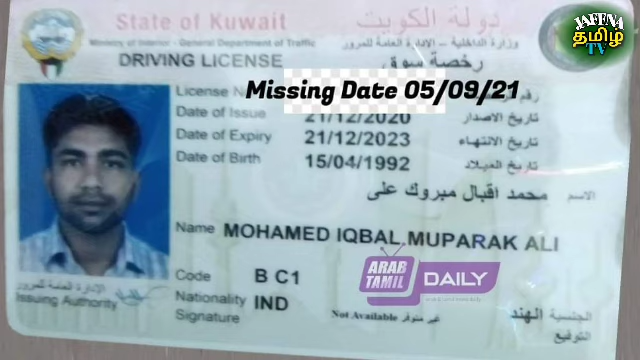 State of Kuwait دولة الكويت
Ministry of Interior - General Department of Traffic وزارة الداخلية - الإدارة العامة للمرور
DRIVING LICENSE رخصة سوق
JAFFNA
தமிழ்
TV
License رقم
Missing Date 05/09/21
Date of Issue 21/12/2020 تاريخ الاصدار
Date of Expiry 21/12/2023 تاريخ الانتهاء
Date of Birth 15/04/1992 تاريخ الميلاد
الاسم محمد اقبال مبروك على
Name MOHAMED IQBAL MUPARAK ALI
ARAB
TAMIL
DAILY
الإدارة العامة للمرور
Issuing Authority
Code B C1
Nationality IND الجنسية الهند
Signature Not Available غير متوفر التوقيع